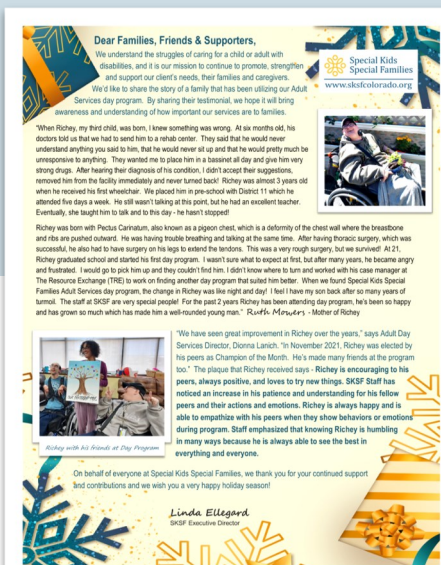 Dear Families, Friends & Supporters,
We understand the struggles of caring for a child or adult with
disabilities, and it is our mission to continue to promote, strengthen
and support our client's needs, their families and caregivers.
We'd like to share the story of a family that has been utilizing our Adult
Services day program. By sharing their testimonial, we hope it will bring
awareness and understanding of how important our services are to families.
Special Kids
Special Families
www.sksfcolorado.org
"When Richey, my third child, was born, I knew something was wrong. At six months old, his
doctors told us that we had to send him to a rehab center. They said that he would never
understand anything you said to him, that he would never sit up and that he would pretty much be
unresponsive to anything. They wanted me to place him in a bassinet all day and give him very
strong drugs. After hearing their diagnosis of his condition, I didn't accept their suggestions,
removed him from the facility immediately and never turned back! Richey was almost 3 years old
when he received his first wheelchair. We placed him in pre-school with District 11 which he
attended five days a week. He still wasn't talking at this point, but he had an excellent teacher.
Eventually, she taught him to talk and to this day - he hasn't stopped!
Richey was born with Pectus Carinatum, also known as a pigeon chest, which is a deformity of the chest wall where the breastbone
and ribs are pushed outward. He was having trouble breathing and talking at the same time. After having thoracic surgery, which was
successful, he also had to have surgery on his legs to extend the tendons. This was a very rough surgery, but we survived! At 21,
Richey graduated school and started his first day program. I wasn't sure what to expect at first, but after many years, he became angry
and frustrated. I would go to pick him up and they couldn't find him. I didn't know where to turn and worked with his case manager at
The Resource Exchange (TRE) to work on finding another day program that suited him better. When we found Special Kids Special
Families Adult Services day program, the change in Richey was like night and day! I feel I have my son back after so many years of
turmoil. The staff at SKSF are very special people! For the past 2 years Richey has been attending day program, he's been so happy
and has grown so much which has made him a well-rounded young man." Ruth Mowers - Mother of Richey
"We have seen great improvement in Richey over the years," says Adult Day
Services Director, Donna Lanich. "In November 2021, Richey was elected by
his peers as Champion of the Month. He's made many friends at the program
too." The plaque that Richey received says - Richey is encouraging to his
peers, always positive, and loves to try new things. SKSF Staff has
noticed an increase in his patience and understanding for his fellow
peers and their actions and emotions. Richey is always happy and is
able to empathize with his peers when they show behaviors or emotions
during program. Staff emphasized that knowing Richey is humbling
in many ways because he is always able to see the best in
everything and everyone.
Richey with his friends at Day Program
On behalf of everyone at Special Kids Special Families, we thank you for your continued support
and contributions and we wish you a very happy holiday season!
Linda Ellegard
SKSF Executive Director